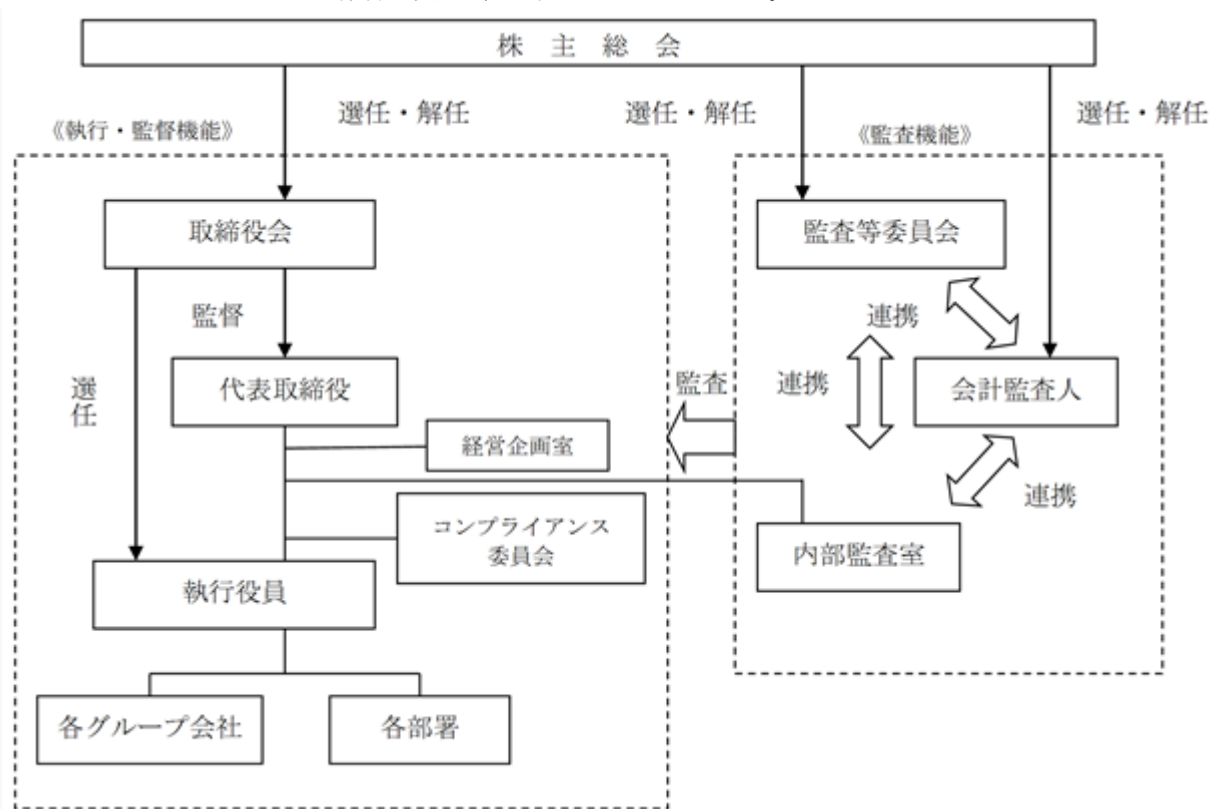 株主総会
選任・解任
選任・解任
選任・解任
《執行・監督機能》
《監査機能》
取締役会
監査等委員会
監督
連携
選任
代表取締役
監査
連携
会計監査人
経営企画室
連携
コンプライアンス
委員会
内部監査室
執行役員
各グループ会社
各部署